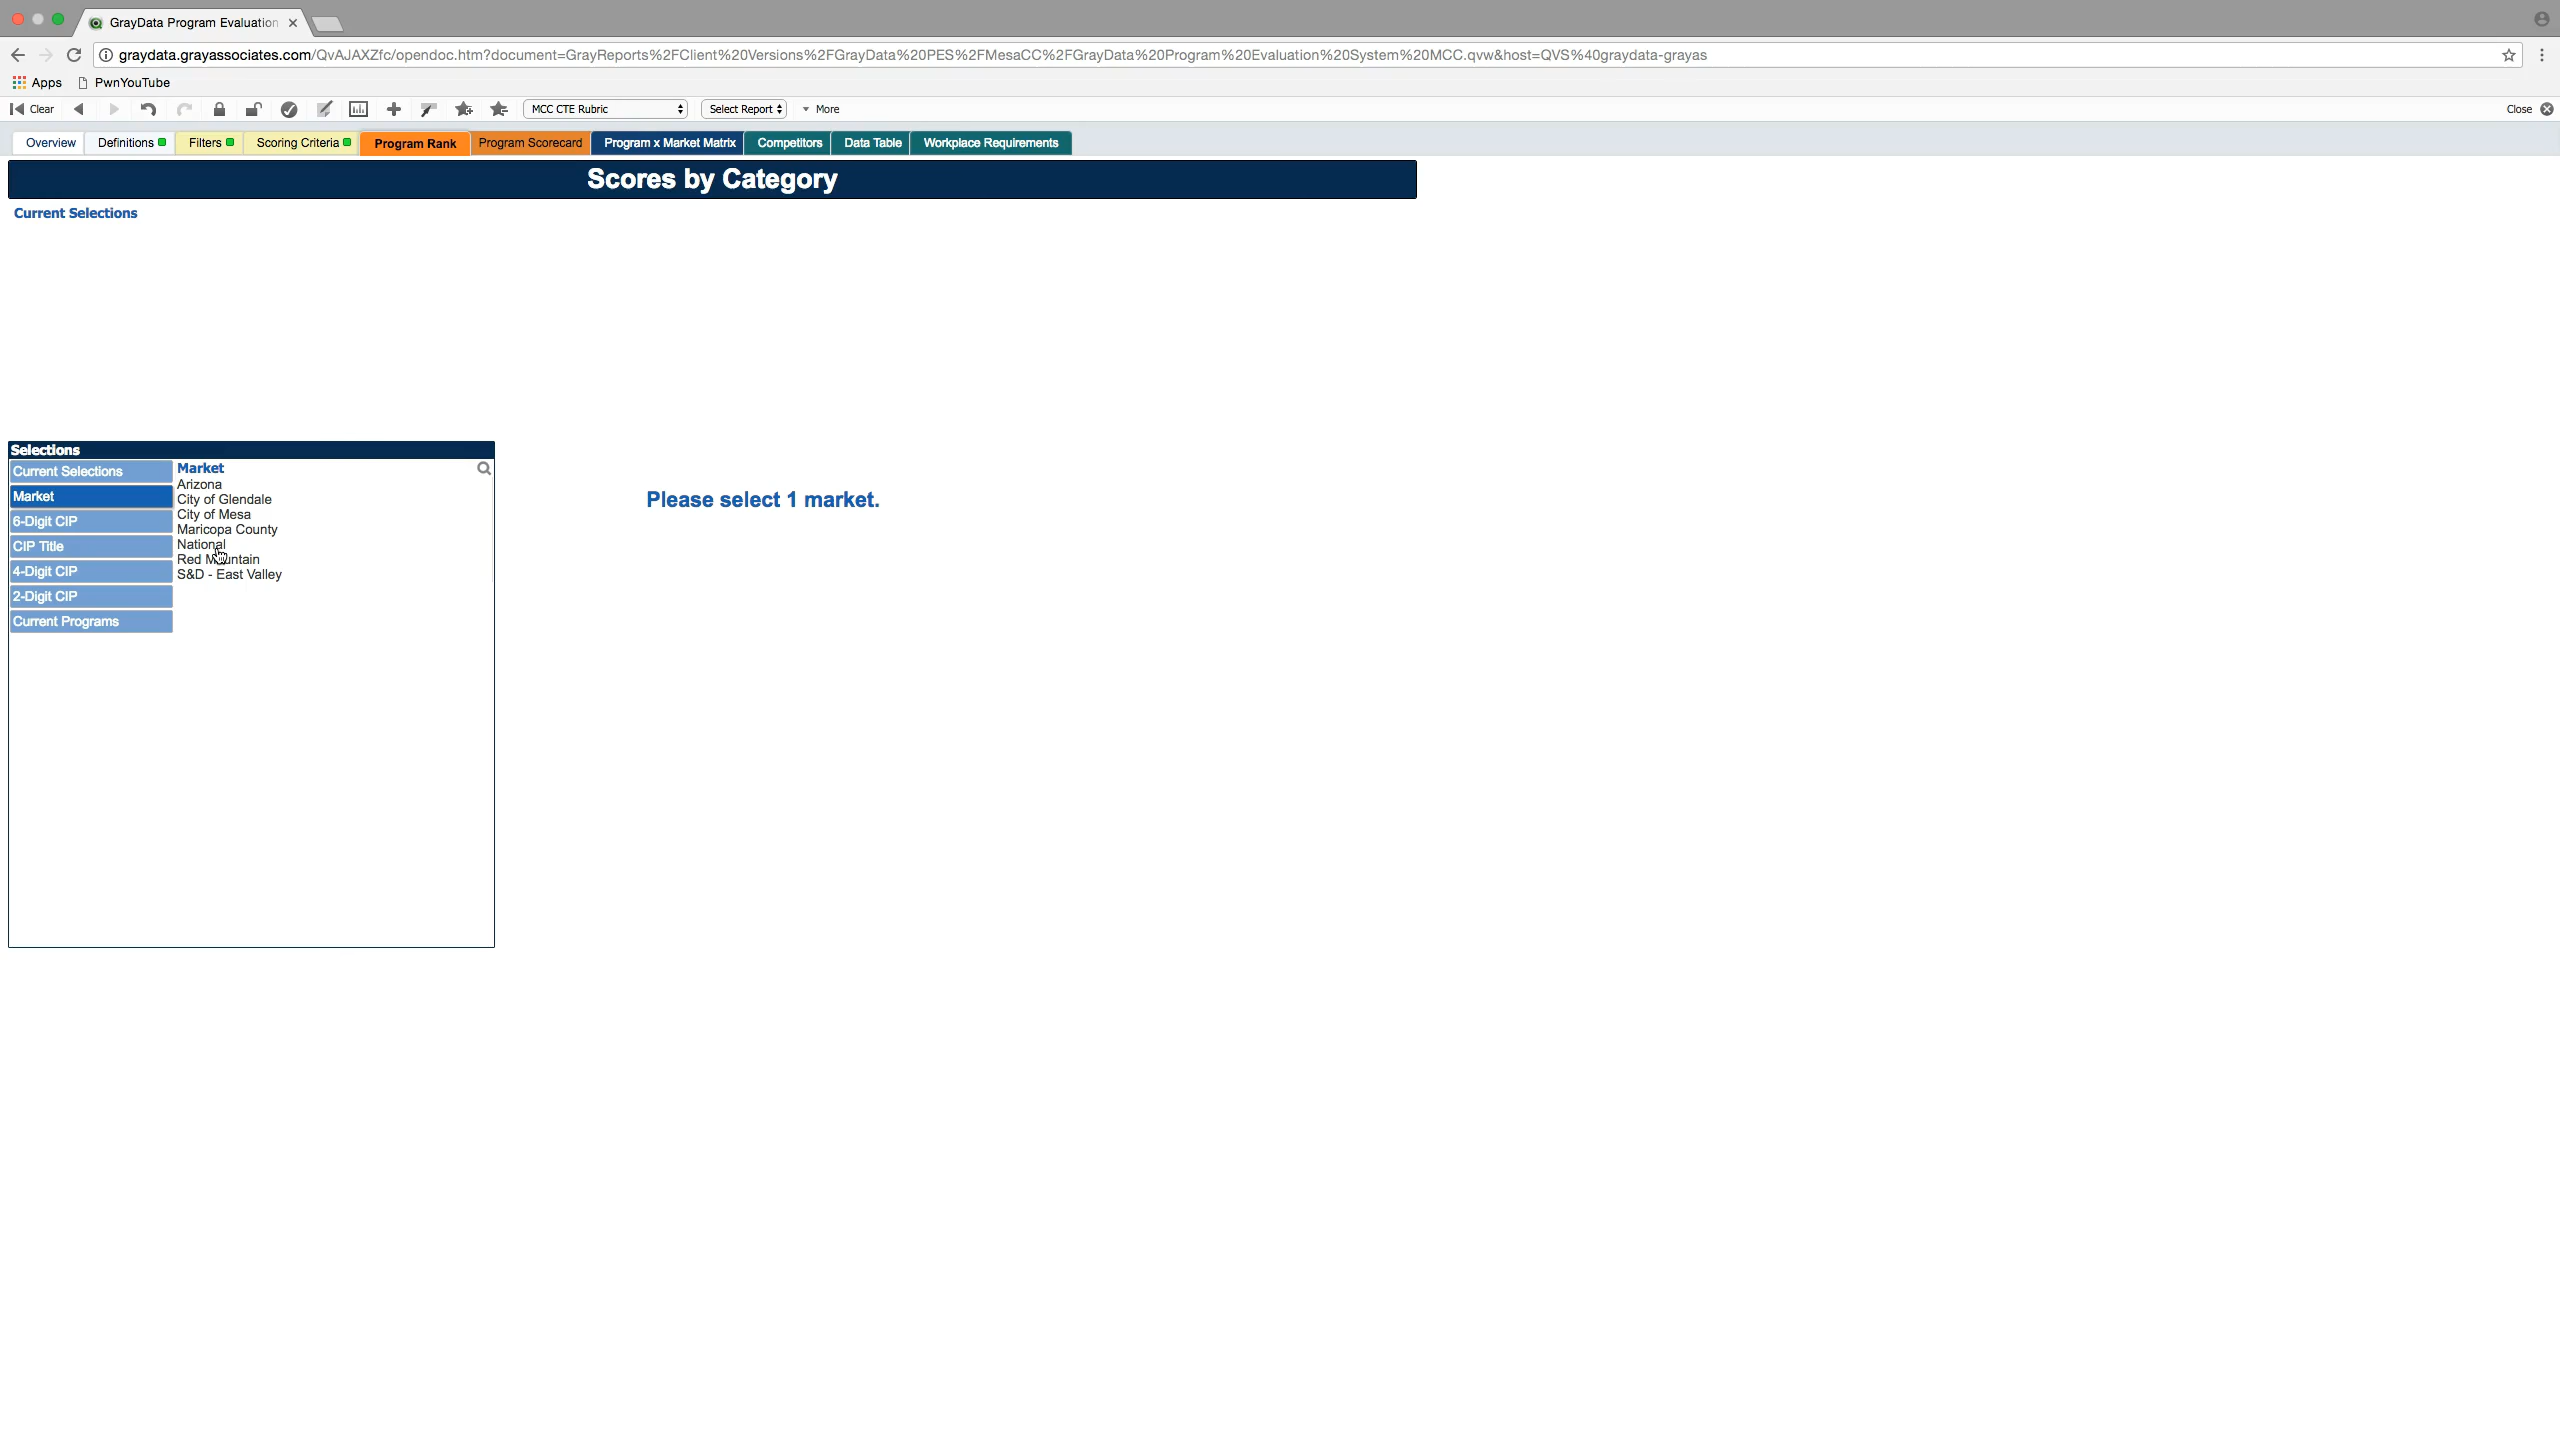 GrayData Program Evaluation
graydata.grayassociates.com/QvAJAXZfc/opendoc.htm?document=GrayReports%2FClient%20Versions%2FGrayData%20PES%2FMesaCC%2FGrayData%20Program%20Evaluation%20System%20MCC.qvw&host=QVS%40graydata-grayas
Apps PwnYouTube
Clear MCC CTE Rubric Select Report More Close
Overview Definitions Filters Scoring Criteria Program Rank Program Scorecard Program x Market Matrix Competitors Data Table Workplace Requirements
Scores by Category
Current Selections
Selections
Current Selections
Market
6-Digit CIP
CIP Title
4-Digit CIP
2-Digit CIP
Current Programs
Market
Arizona
City of Glendale
City of Mesa
Maricopa County
National
Red Mountain
S&D - East Valley
Please select 1 market.